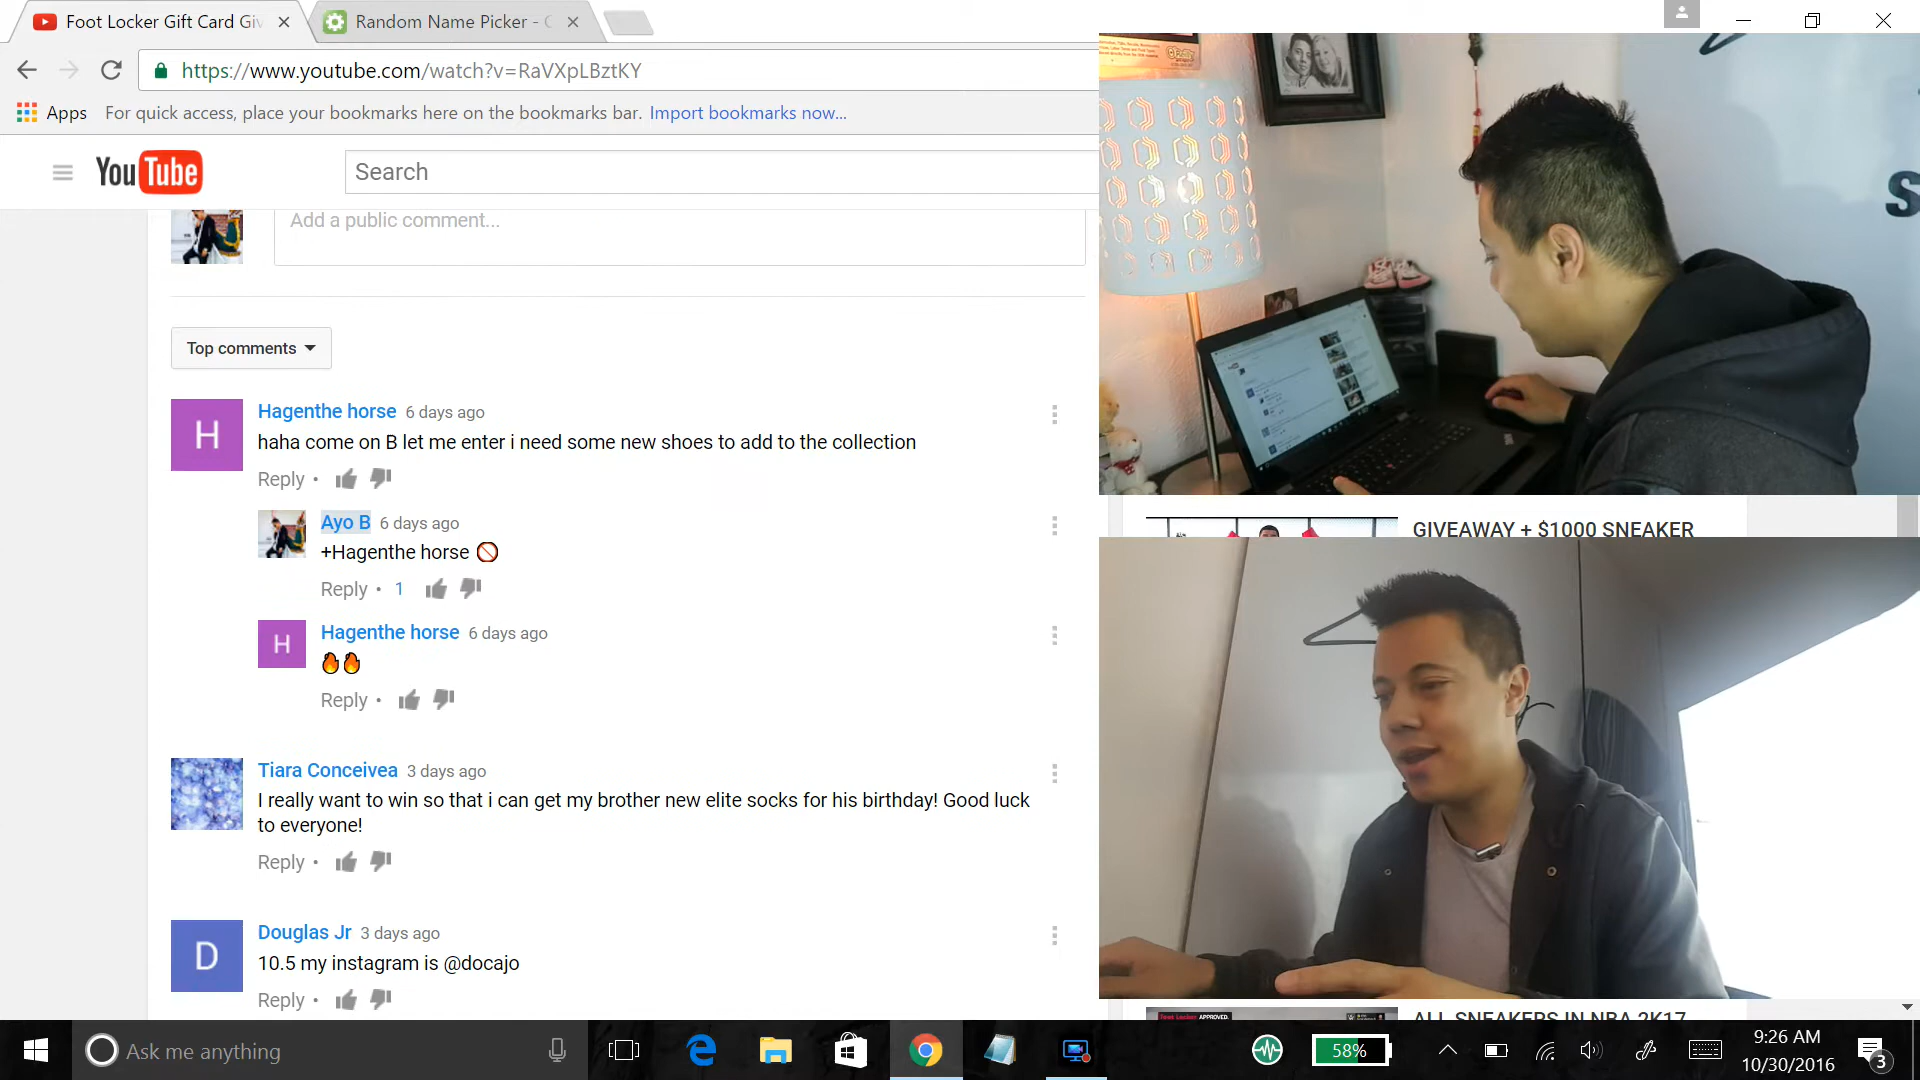 Foot Locker Gift Card Giv
Random Name Picker - C
https://www.youtube.com/watch?v=RaVXpLBztKY
Apps
For quick access, place your bookmarks here on the bookmarks bar. Import bookmarks now...
YouTube
Search
Add a public comment...
Top comments
H
Hagenthe horse 6 days ago
haha come on B let me enter i need some new shoes to add to the collection
Reply •
Ayo B 6 days ago
+Hagenthe horse 🚫
Reply • 1
H
Hagenthe horse 6 days ago
🔥🔥
Reply •
Tiara Conceivea 3 days ago
I really want to win so that i can get my brother new elite socks for his birthday! Good luck
to everyone!
Reply •
D
Douglas Jr 3 days ago
10.5 my instagram is @docajo
Reply •
S
GIVEAWAY + $1000 SNEAKER
Foot Locker APPROVED.
ALL SNEAKERS IN NBA 2K17
Ask me anything
58%
9:26 AM
10/30/2016
3